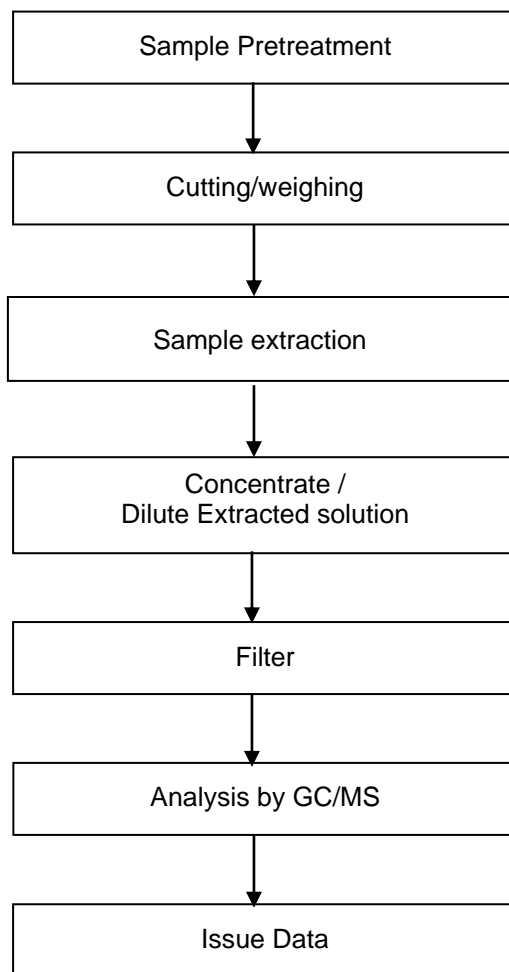 Sample Pretreatment
Cutting/weighing
Sample extraction
Concentrate /
Dilute Extracted solution
Filter
Analysis by GC/MS
Issue Data